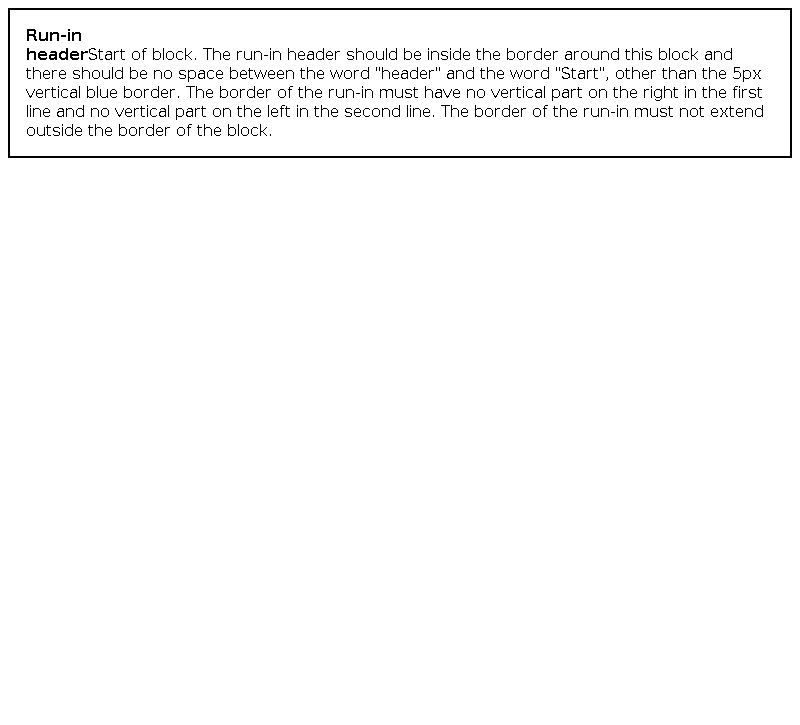 Run-in
headerStart of block. The run-in header should be inside the border around this block and
there should be no space between the word "header" and the word "Start", other than the 5px
vertical blue border. The border of the run-in must have no vertical part on the right in the first
line and no vertical part on the left in the second line. The border of the run-in must not extend
outside the border of the block.